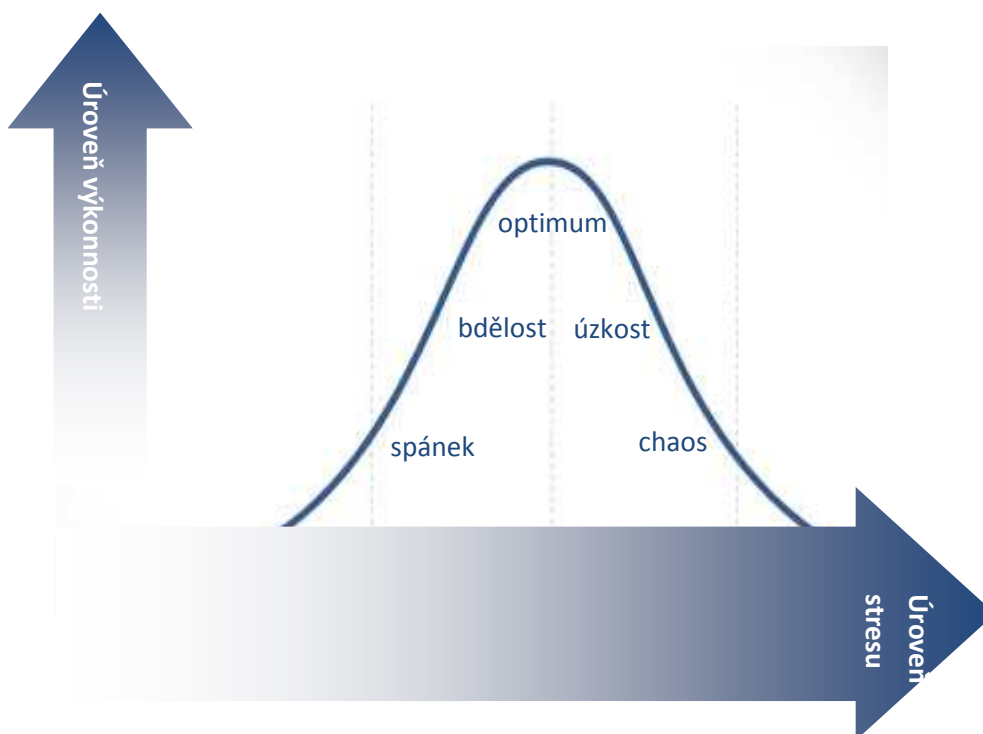 Úroveň výkonnosti
optimum
bdělost
úzkost
spánek
chaos
Úroveň
stresu